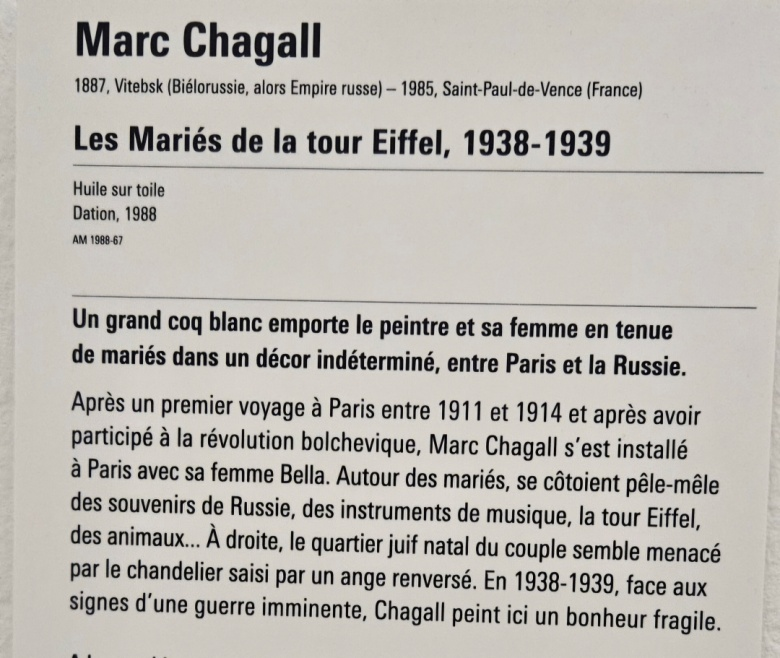 Marc Chagall
1887, Vitebsk (Biélorussie, alors Empire russe) – 1985, Saint-Paul-de-Vence (France)
Les Mariés de la tour Eiffel, 1938-1939
Huile sur toile
Dation, 1988
AM 1988-67
Un grand coq blanc emporte le peintre et sa femme en tenue
de mariés dans un décor indéterminé, entre Paris et la Russie.
Après un premier voyage à Paris entre 1911 et 1914 et après avoir
participé à la révolution bolchevique, Marc Chagall s’est installé
à Paris avec sa femme Bella. Autour des mariés, se côtoient pêle-mêle
des souvenirs de Russie, des instruments de musique, la tour Eiffel,
des animaux... À droite, le quartier juif natal du couple semble menacé
par le chandelier saisi par un ange renversé. En 1938-1939, face aux
signes d’une guerre imminente, Chagall peint ici un bonheur fragile.